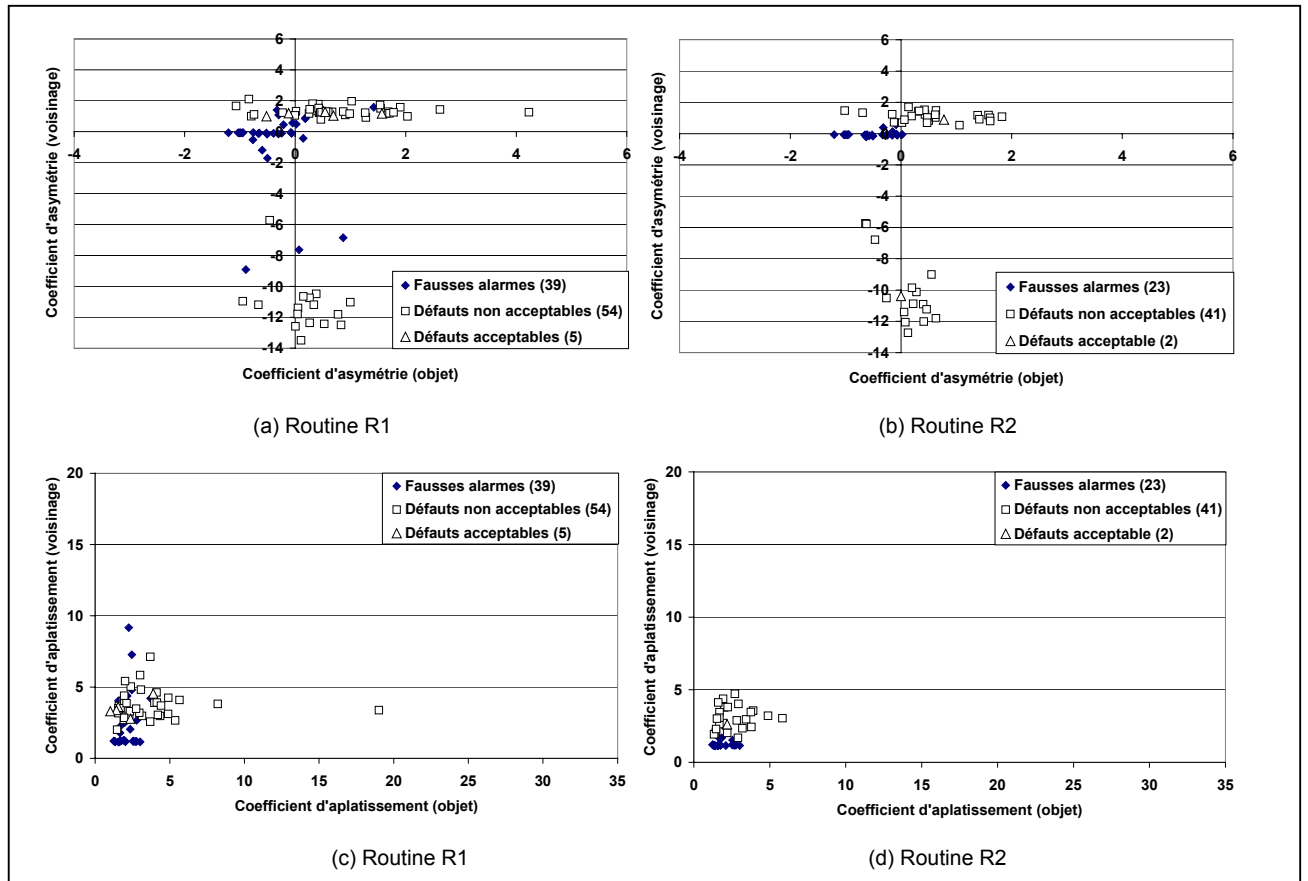 6
4
2
0
-2
-4
-6
-8
-10
-12
-14
-4
-2
0
2
4
6
Coefficient d'asymétrie (voisinage)
Coefficient d'asymétrie (objet)
Fausses alarmes (39)
Défauts non acceptables (54)
Défauts acceptables (5)
(a) Routine R1
6
4
2
0
-2
-4
-6
-8
-10
-12
-14
-4
-2
0
2
4
6
Coefficient d'asymétrie (voisinage)
Coefficient d'asymétrie (objet)
Fausses alarmes (23)
Défauts non acceptables (41)
Défauts acceptable (2)
(b) Routine R2
20
15
10
5
0
0
5
10
15
20
25
30
35
Coefficient d'aplatissement (voisinage)
Coefficient d'aplatissement (objet)
Fausses alarmes (39)
Défauts non acceptables (54)
Défauts acceptables (5)
(c) Routine R1
20
15
10
5
0
0
5
10
15
20
25
30
35
Coefficient d'aplatissement (voisinage)
Coefficient d'aplatissement (objet)
Fausses alarmes (23)
Défauts non acceptables (41)
Défauts acceptable (2)
(d) Routine R2